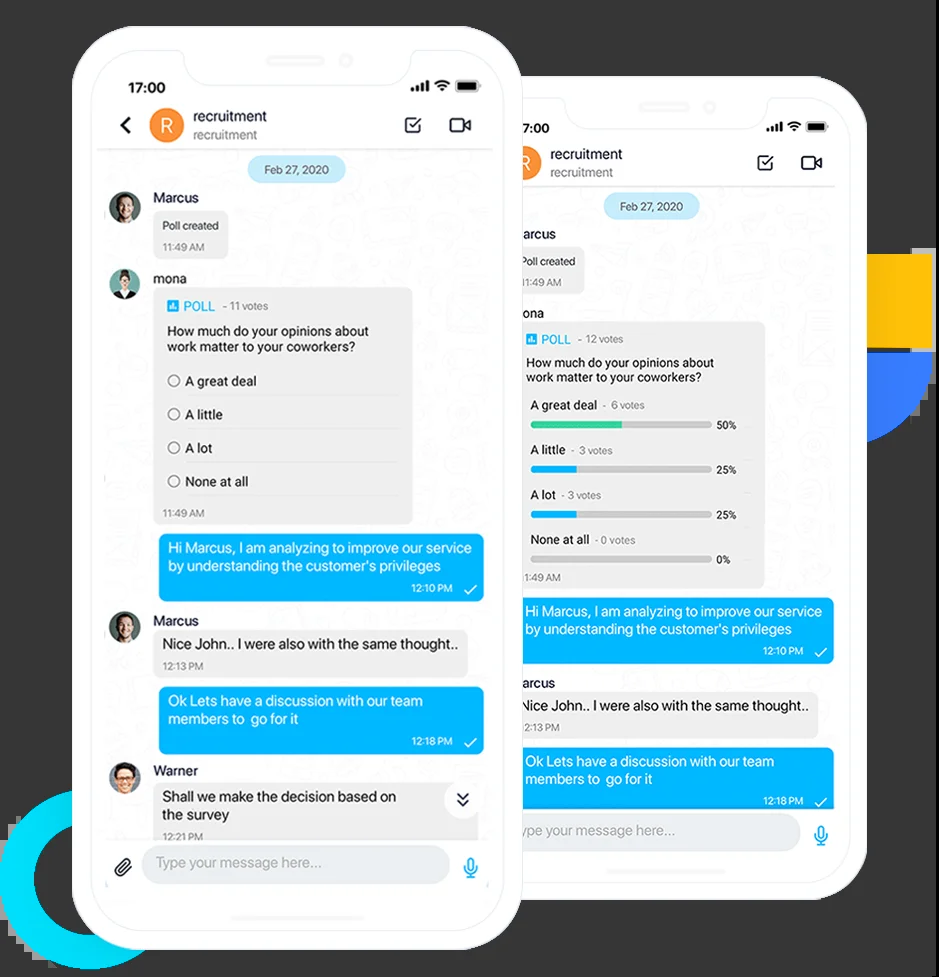 17:00
R
recruitment
recruitment
Feb 27, 2020
Marcus
Poll created
11:49 AM
mona
POLL - 11 votes
How much do your opinions about
work matter to your coworkers?
A great deal
A little
A lot
None at all
11:49 AM
Hi Marcus, I am analyzing to improve our service
by understanding the customer's privileges
12:10 PM
Marcus
Nice John.. I were also with the same thought..
12:13 PM
Ok Lets have a discussion with our team
members to go for it
12:18 PM
Warner
Shall we make the decision based on
the survey
12:21 PM
Type your message here...
7:00
R
recruitment
recruitment
Feb 27, 2020
arcus
Poll created
11:49 AM
ona
POLL - 12 votes
How much do your opinions about
work matter to your coworkers?
A great deal - 6 votes
50%
A little - 3 votes
25%
A lot - 3 votes
25%
None at all - 0 votes
0%
1:49 AM
Hi Marcus, I am analyzing to improve our service
by understanding the customer's privileges
12:10 PM
arcus
Nice John.. I were also with the same thought..
2:13 PM
Ok Lets have a discussion with our team
members to go for it
12:18 PM
ype your message here...